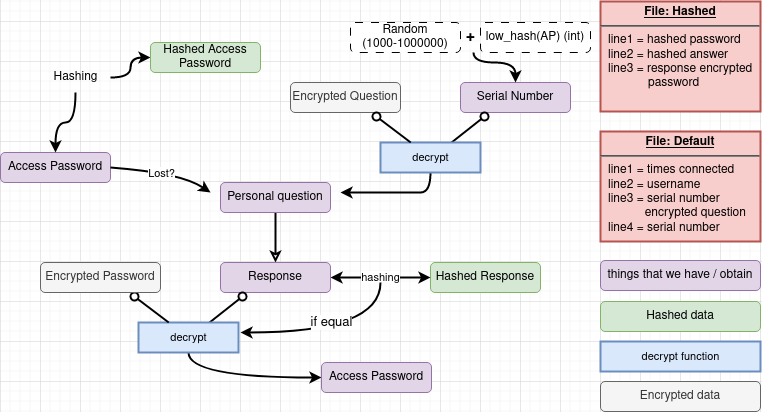 Random
(1000-1000000)
+
low_hash(AP) (int)
Hashed Access
Password
Hashing
Encrypted Question
Serial Number
decrypt
Access Password
Lost?
Personal question
Encrypted Password
Response
hashing
Hashed Response
if equal
decrypt
Access Password
File: Hashed
line1 = hashed password
line2 = hashed answer
line3 = response encrypted
password
File: Default
line1 = times connected
line2 = username
line3 = serial number
encrypted question
line4 = serial number
things that we have / obtain
Hashed data
decrypt function
Encrypted data